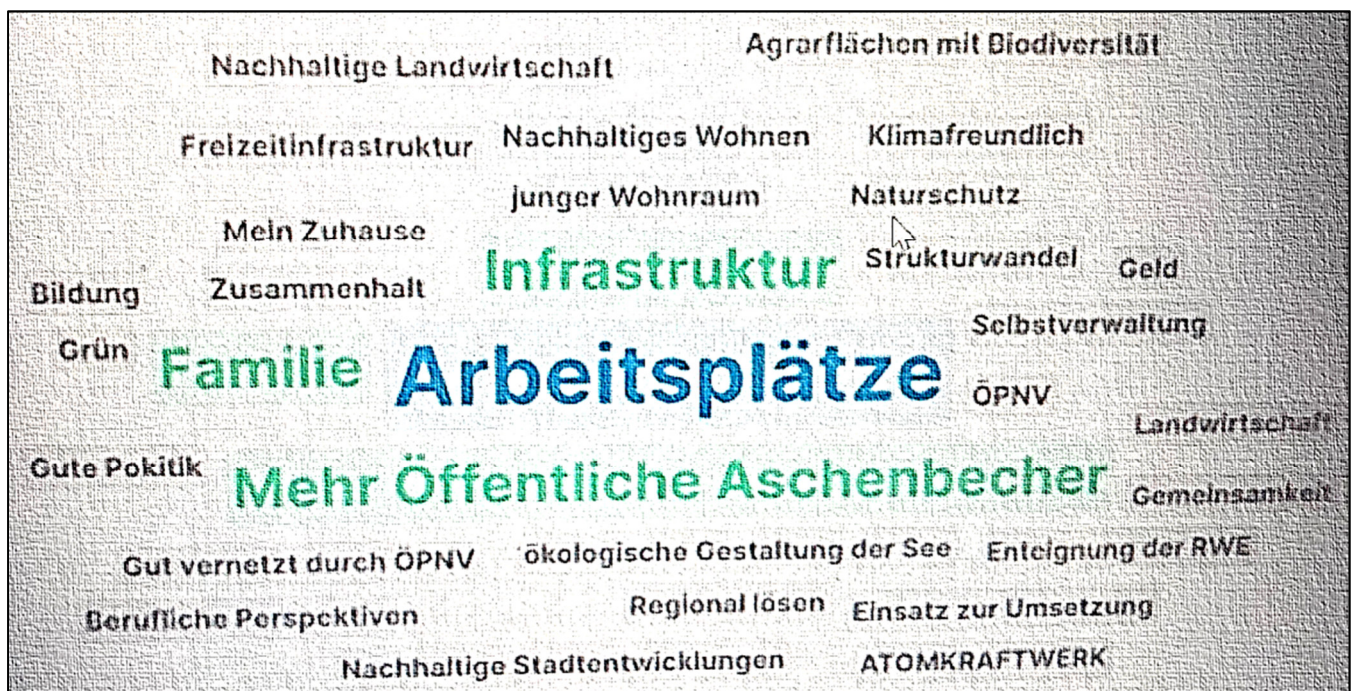 Agrarflächen mit Biodiversität
Nachhaltige Landwirtschaft
Freizeitinfrastruktur Nachhaltiges Wohnen Klimafreundlich
junger Wohnraum Naturschutz
Mein Zuhause
Infrastruktur Strukturwandel Geld
Bildung Zusammenhalt
Selbstverwaltung
Grün Familie Arbeitsplätze ÖPNV
Landwirtschaft
Gute Pokitik Mehr Öffentliche Aschenbecher Gemeinsamkeit
Gut vernetzt durch ÖPNV ökologische Gestaltung der See Enteignung der RWE
Berufliche Perspektiven Regional lösen Einsatz zur Umsetzung
Nachhaltige Stadtentwicklungen ATOMKRAFTWERK